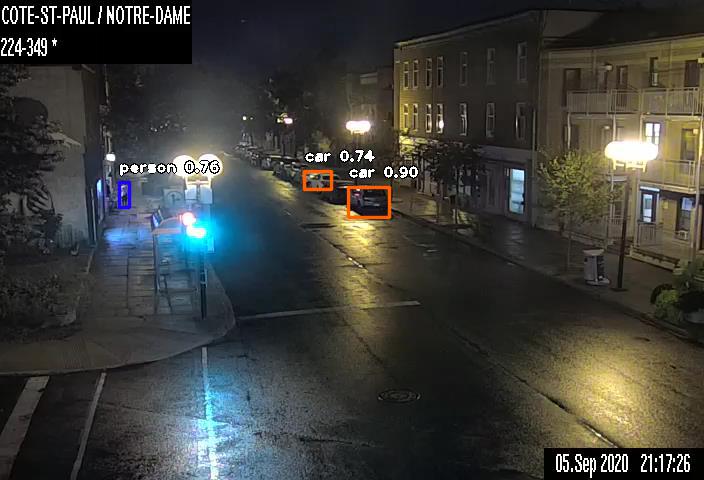 COTE-ST-PAUL / NOTRE-DAME
224-349 *
person 0.76
car 0.74
car 0.90
05.Sep 2020 21:17:26